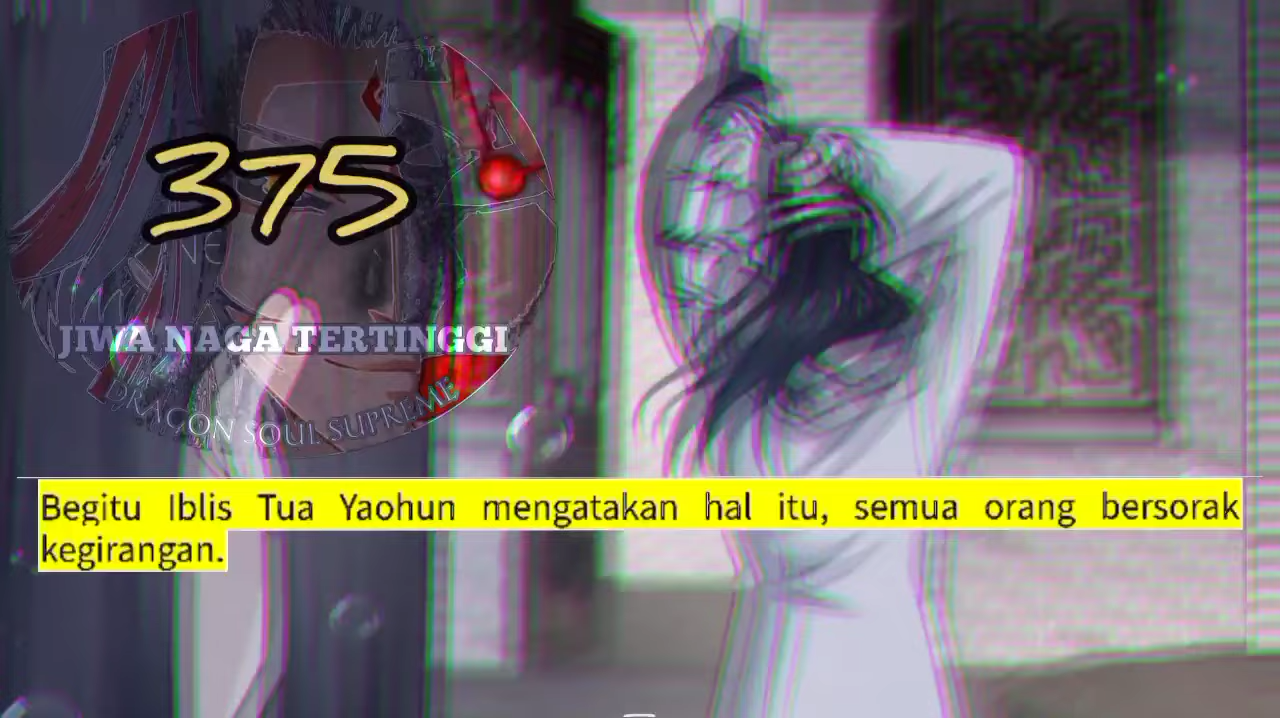 375
JIWA NAGA TERTINGGI
DRAGON SOUL SUPREME
Begitu Iblis Tua Yaohun mengatakan hal itu, semua orang bersorak
kegirangan.